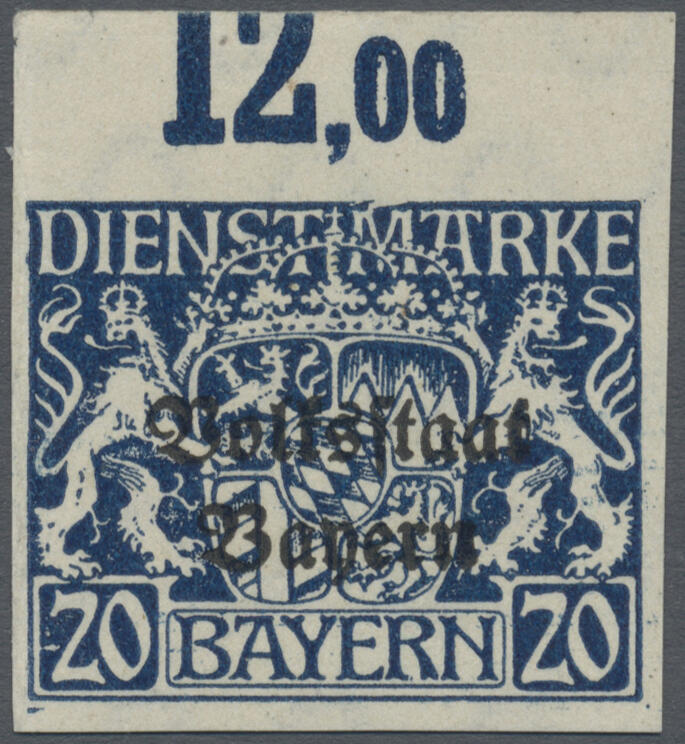 12,00
DIENSTMARKE
Volksstaat
Bayern
20 BAYERN 20